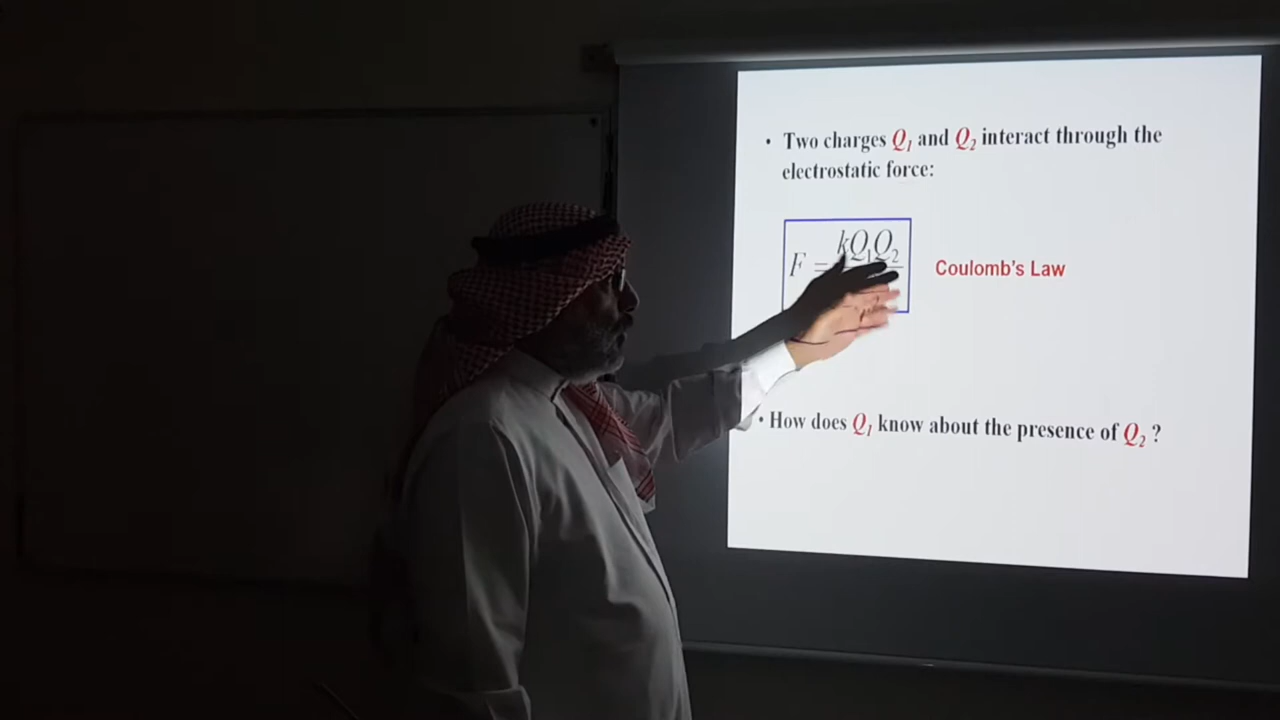 • Two charges Q₁ and Q₂ interact through the
electrostatic force:
F = kQ₁Q₂
Coulomb's Law
• How does Q₁ know about the presence of Q₂ ?